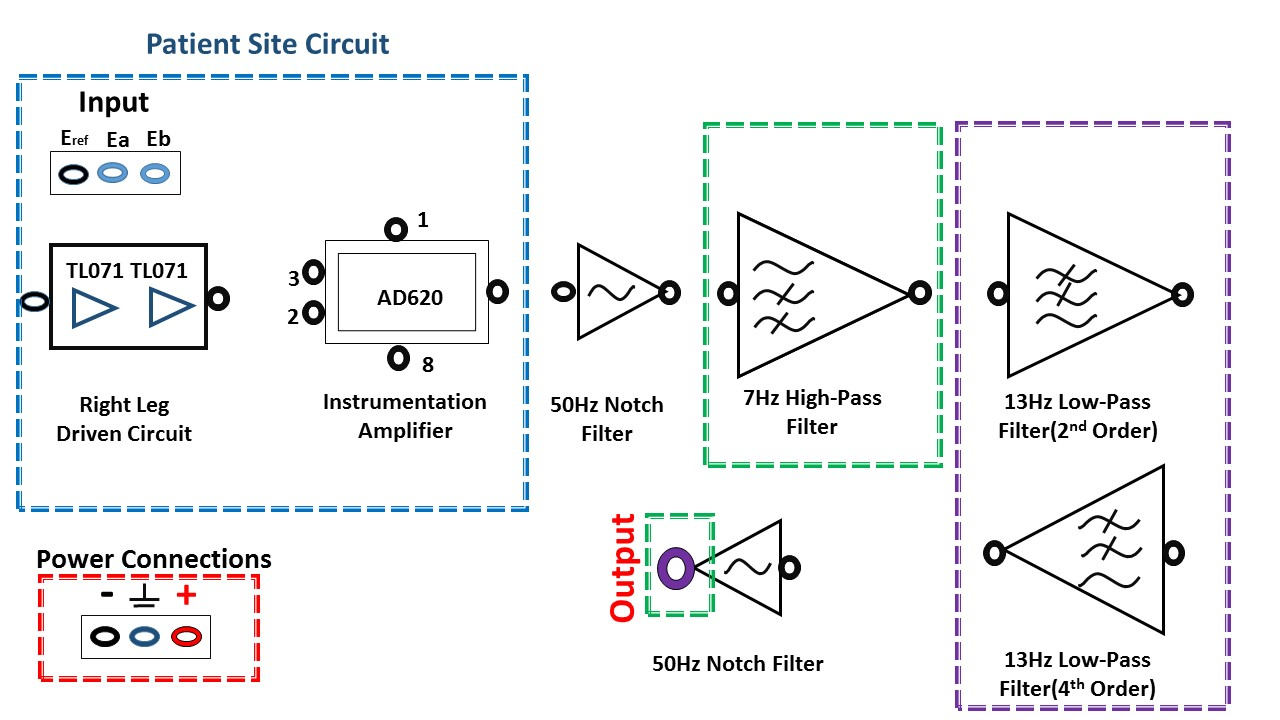 Patient Site Circuit
Input
Eref Ea Eb
TL071 TL071
Right Leg
Driven Circuit
1
3
2
AD620
8
Instrumentation
Amplifier
50Hz Notch
Filter
7Hz High-Pass
Filter
13Hz Low-Pass
Filter(2nd Order)
Power Connections
- +
Output
50Hz Notch Filter
13Hz Low-Pass
Filter(4th Order)